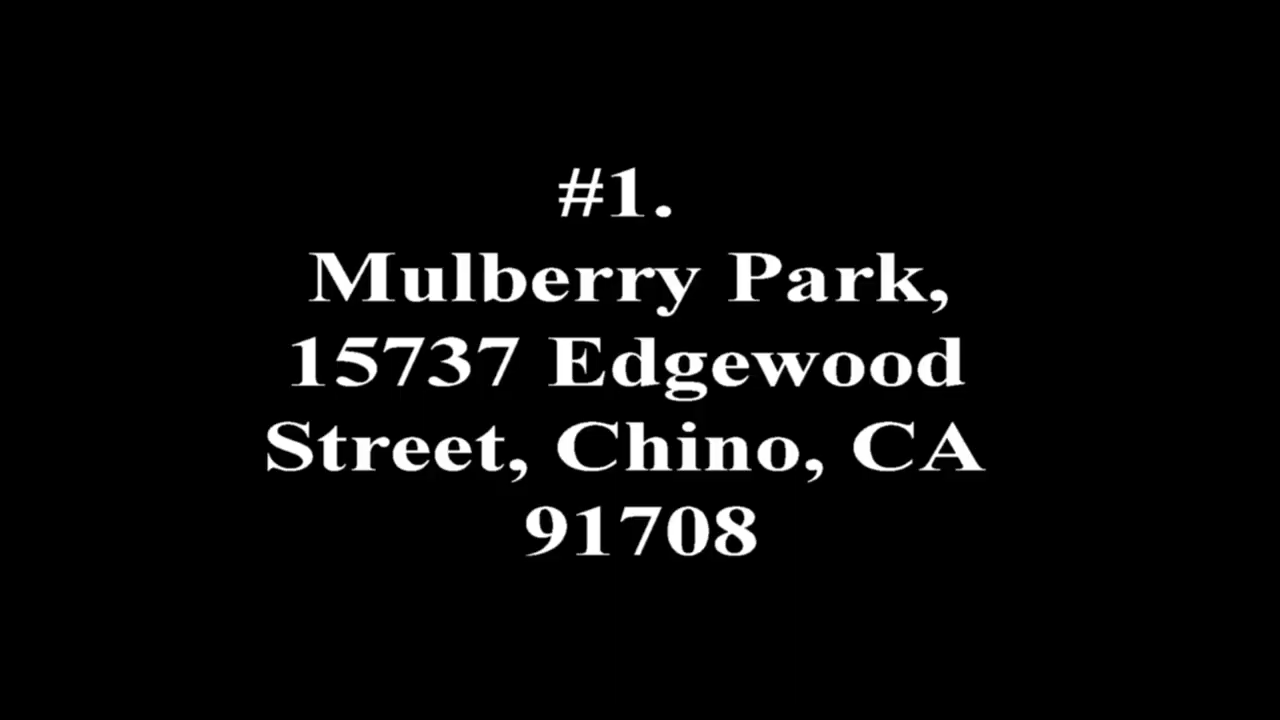 #1.
Mulberry Park,
15737 Edgewood
Street, Chino, CA
91708